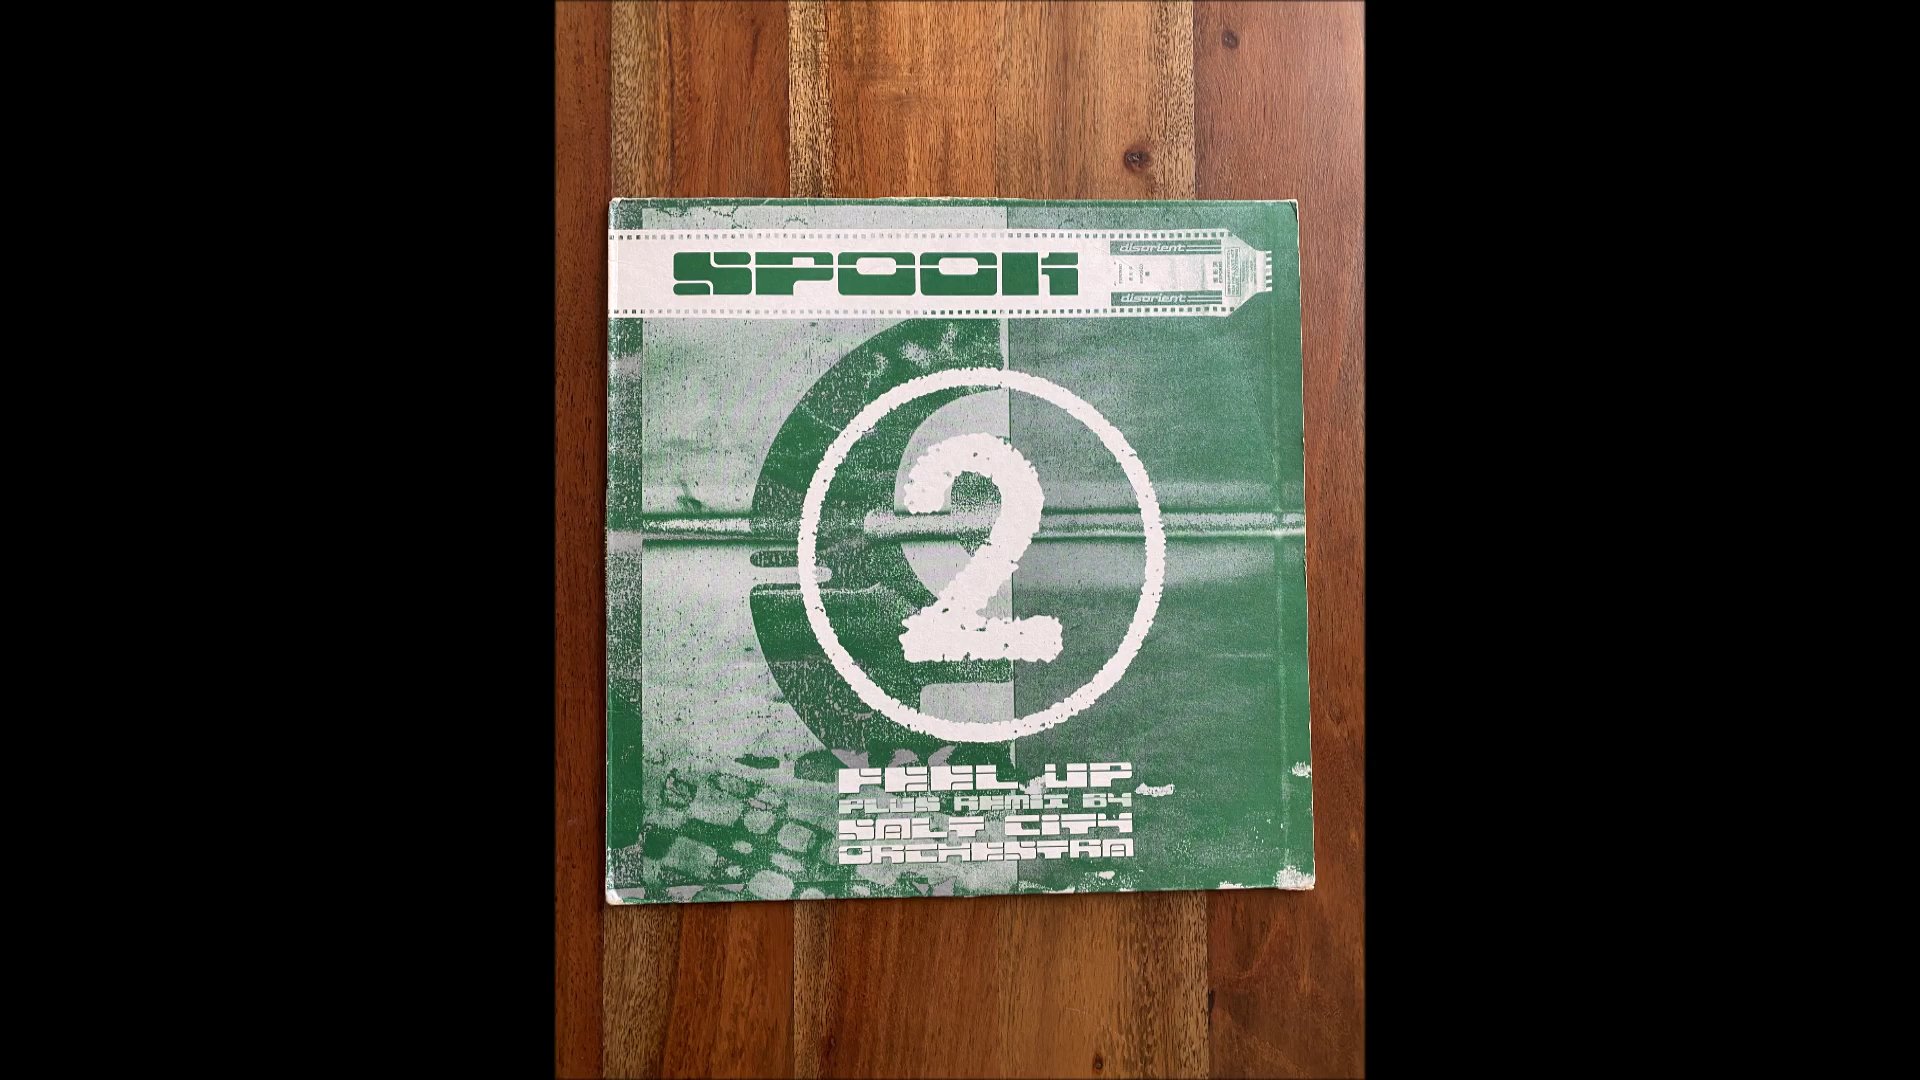 SPOOK
disorient
disorient
2
FEEL UP
PLUS REMIX BY
SALT CITY
ORCHESTRA